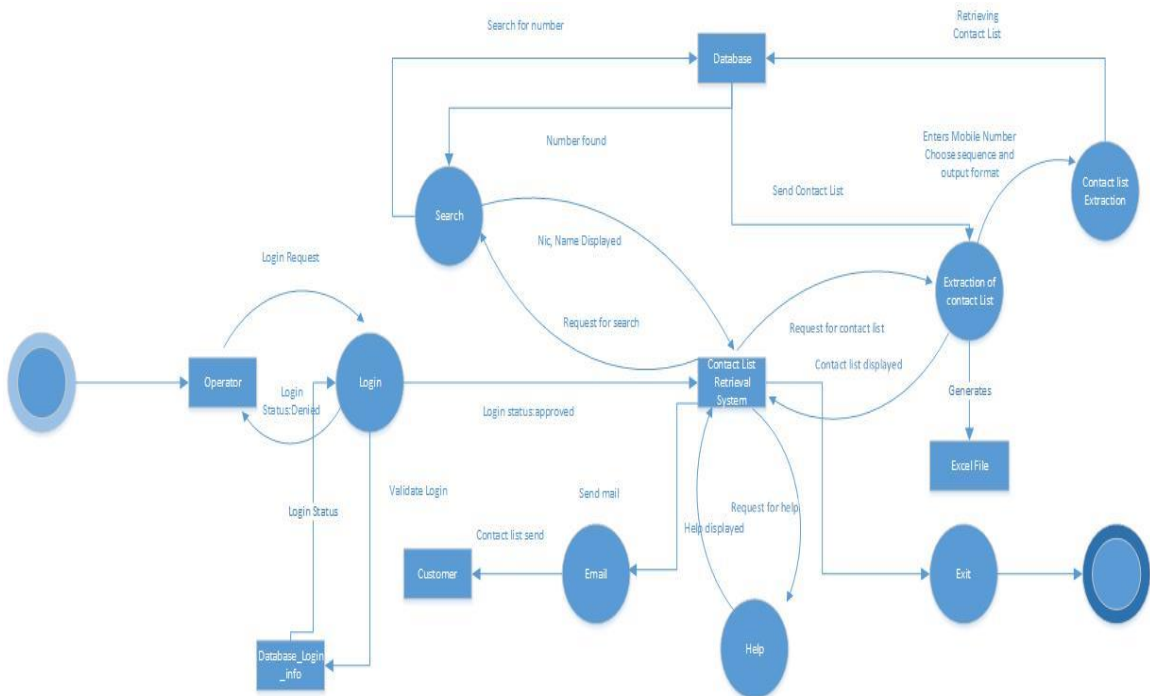 Search for number
Retrieving
Contact List
Database
Number found
Enters Mobile Number
Choose sequence and
output format
Contact list
Extraction
Send Contact List
Search
Nic, Name Displayed
Login Request
Extraction of
contact List
Request for search
Request for contact list
Operator
Login
Contact List
Retrieval
System
Contact list displayed
Login
Status:Denied
Login status:approved
Generates
Excel File
Validate Login
Send mail
Login Status
Request for help
Help displayed
Contact list send
Customer
Email
Exit
Help
Database_Login
_info